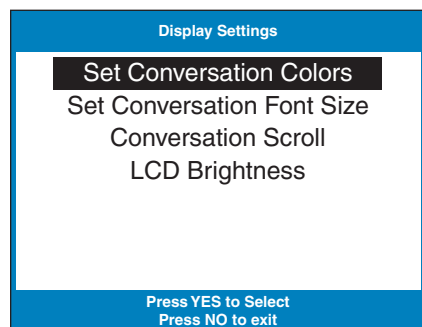 Display Settings
Set Conversation Colors
Set Conversation Font Size
Conversation Scroll
LCD Brightness
Press YES to Select
Press NO to exit